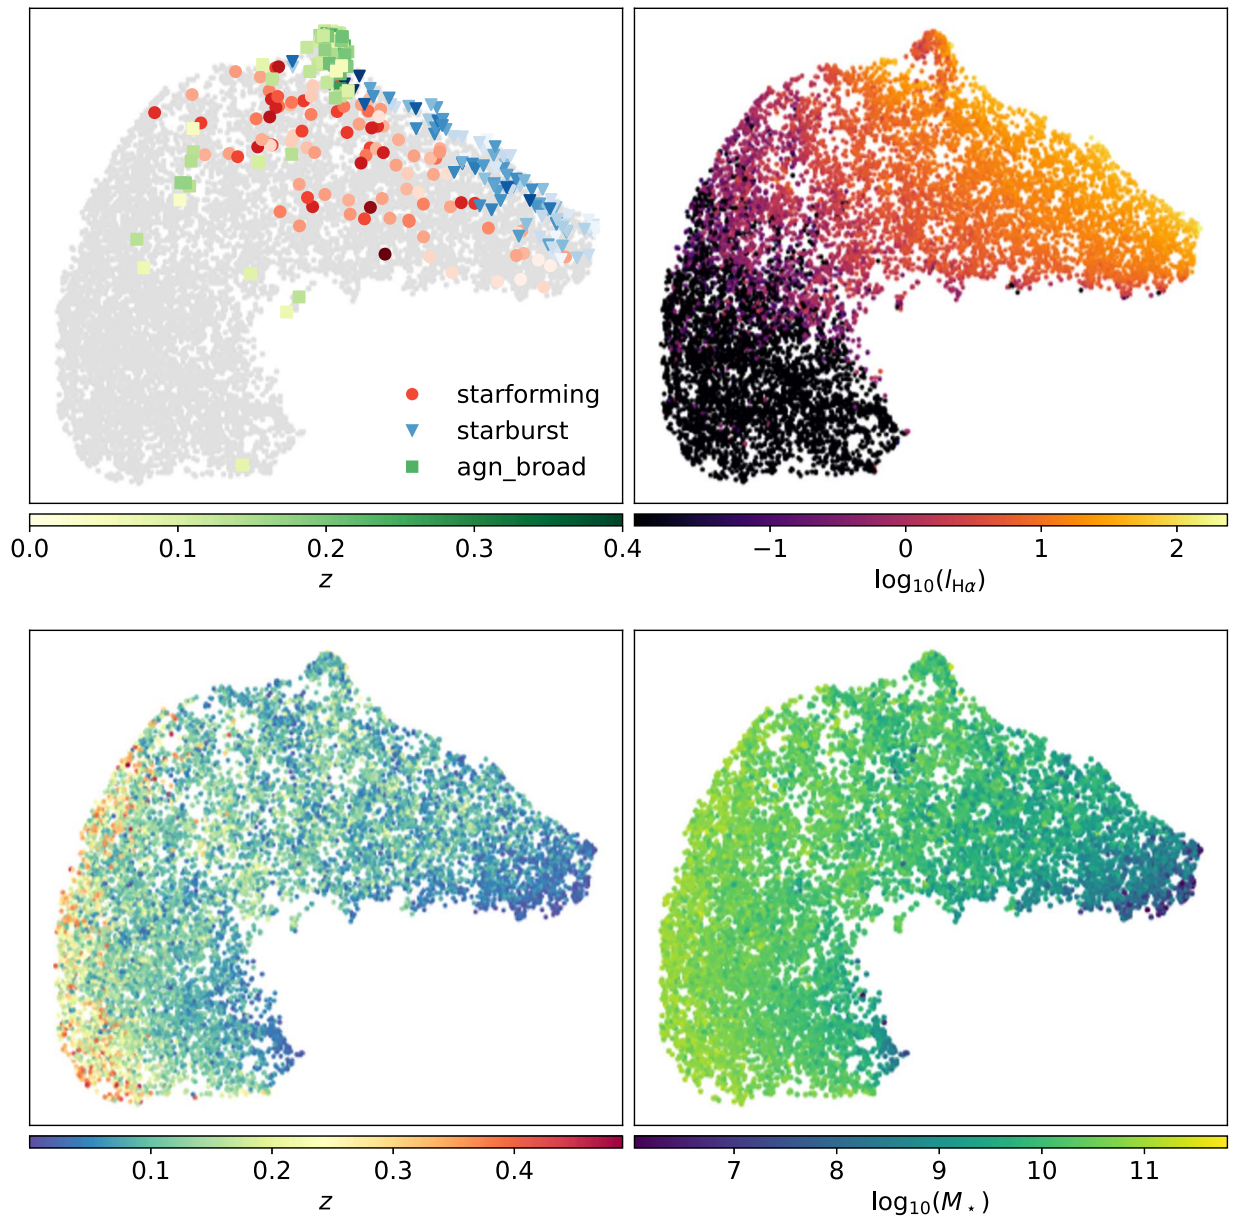 starforming
starburst
agn_broad
0.0 0.1 0.2 0.3 0.4
z
−1 0 1 2
log₁₀(lHα)
0.1 0.2 0.3 0.4
z
7 8 9 10 11
log₁₀(M⋆)